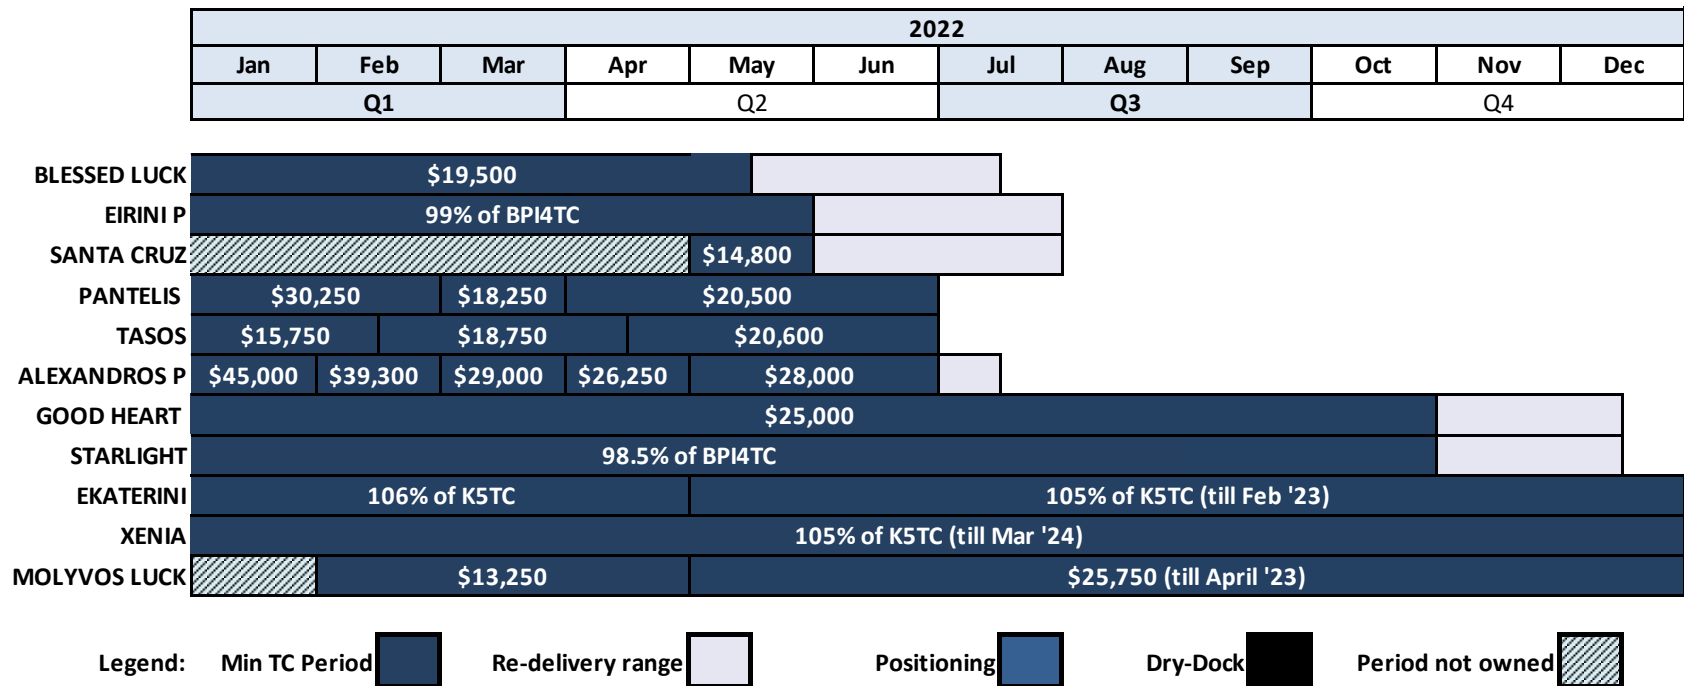 2022
Jan Feb Mar Apr May Jun Jul Aug Sep Oct Nov Dec
Q1 Q2 Q3 Q4
BLESSED LUCK $19,500
EIRINI P 99% of BPI4TC
SANTA CRUZ $14,800
PANTELIS $30,250 $18,250 $20,500
TASOS $15,750 $18,750 $20,600
ALEXANDROS P $45,000 $39,300 $29,000 $26,250 $28,000
GOOD HEART $25,000
STARLIGHT 98.5% of BPI4TC
EKATERINI 106% of K5TC 105% of K5TC (till Feb '23)
XENIA 105% of K5TC (till Mar '24)
MOLYVOS LUCK $13,250 $25,750 (till April '23)
Legend: Min TC Period Re-delivery range Positioning Dry-Dock Period not owned